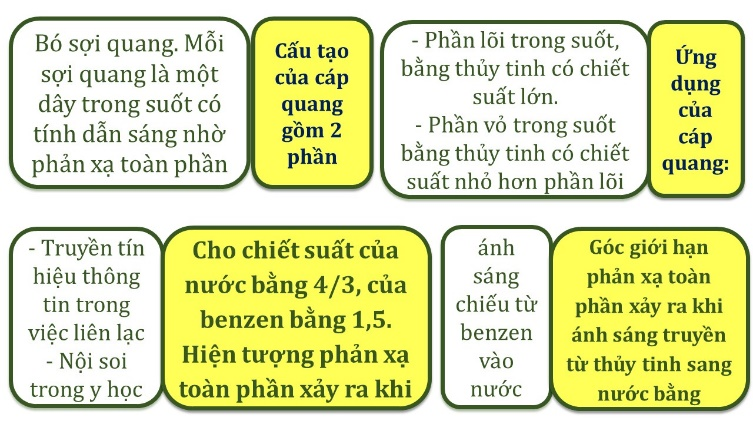 Bó sợi quang. Mỗi
sợi quang là một
dây trong suốt có
tính dẫn sáng nhờ
phản xạ toàn phần
Cấu tạo
của cáp
quang
gồm 2
phần
- Phần lõi trong suốt,
bằng thủy tinh có chiết
suất lớn.
- Phần vỏ trong suốt
bằng thủy tinh có chiết
suất nhỏ hơn phần lõi
Ứng
dụng
của
cáp
quang:
- Truyền tín
hiệu thông
tin trong
việc liên lạc
- Nội soi
trong y học
Cho chiết suất của
nước bằng 4/3, của
benzen bằng 1,5.
Hiện tượng phản xạ
toàn phần xảy ra khi
ánh
sáng
chiếu từ
benzen
vào
nước
Góc giới hạn
phản xạ toàn
phần xảy ra khi
ánh sáng truyền
từ thủy tinh sang
nước bằng